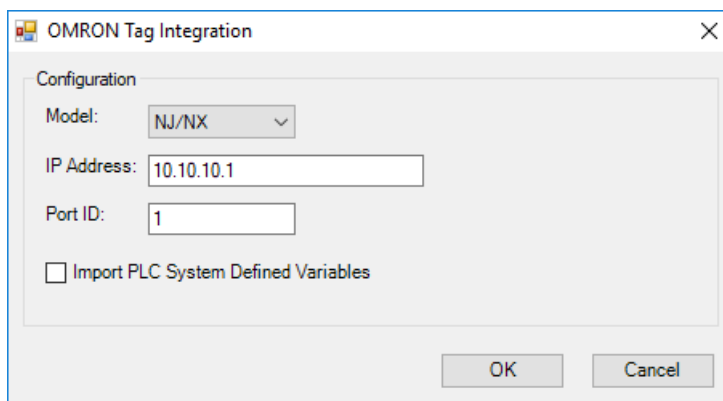 OMRON Tag Integration
Configuration
Model: NJ/NX
IP Address: 10.10.10.1
Port ID: 1
Import PLC System Defined Variables
OK Cancel